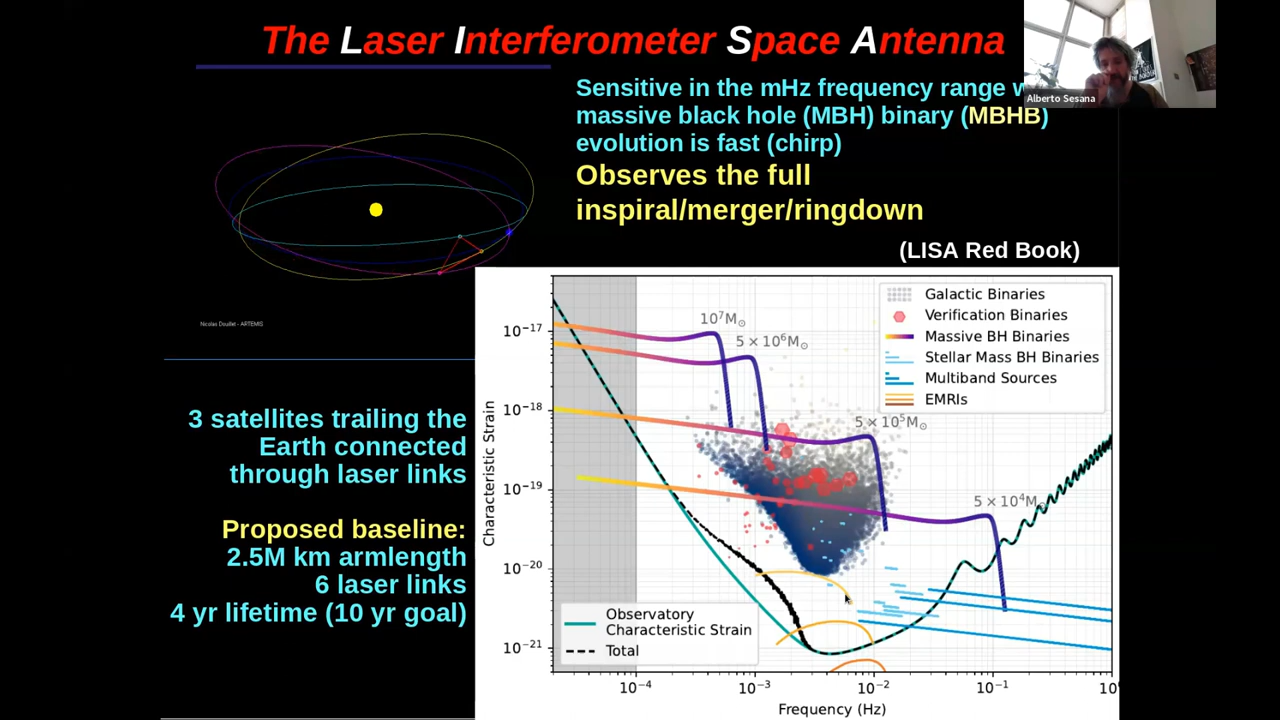 The Laser Interferometer Space Antenna
Alberto Sesana
Sensitive in the mHz frequency range
massive black hole (MBH) binary (MBHB)
evolution is fast (chirp)
Observes the full
inspiral/merger/ringdown
(LISA Red Book)
Nicolas Douillet - ARTEMIS
3 satellites trailing the
Earth connected
through laser links
Proposed baseline:
2.5M km armlength
6 laser links
4 yr lifetime (10 yr goal)
Galactic Binaries
Verification Binaries
Massive BH Binaries
Stellar Mass BH Binaries
Multiband Sources
EMRIs
10⁷M☉
5 × 10⁶M☉
5 × 10⁵M☉
5 × 10⁴M☉
Characteristic Strain
10⁻¹⁷
10⁻¹⁸
10⁻¹⁹
10⁻²⁰
10⁻²¹
Observatory
Characteristic Strain
Total
10⁻⁴ 10⁻³ 10⁻² 10⁻¹ 10⁰
Frequency (Hz)